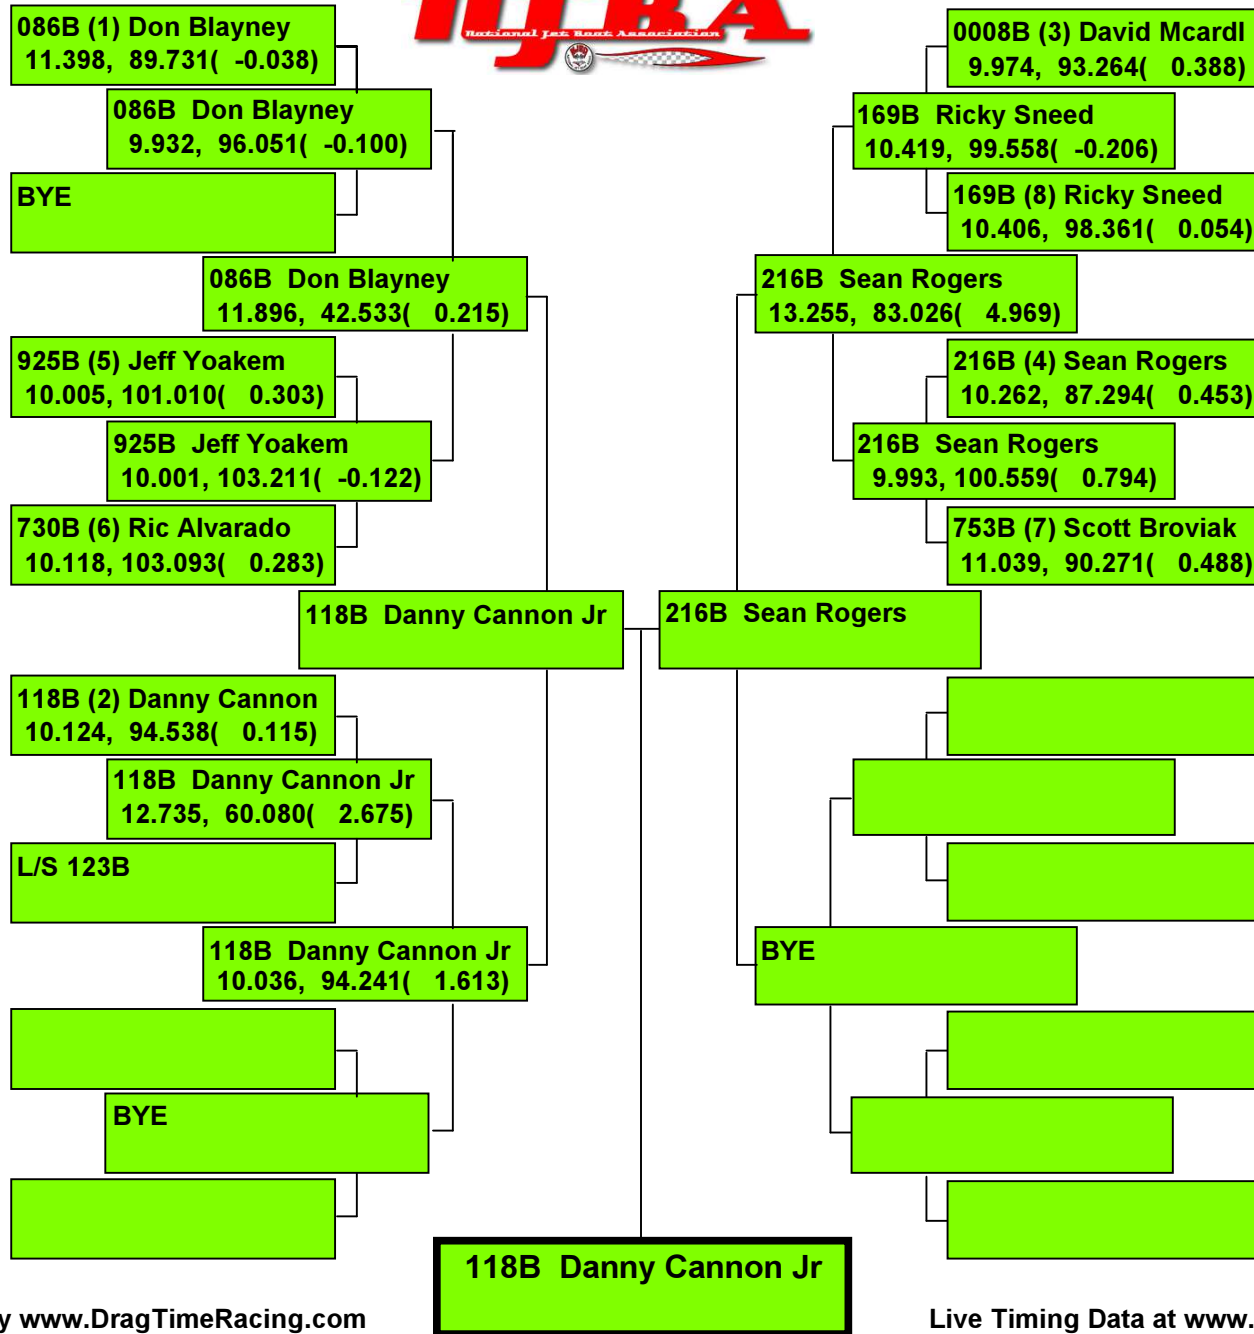 NJBA
National Jet Boat Association
086B (1) Don Blayney
11.398, 89.731( -0.038)
086B Don Blayney
9.932, 96.051( -0.100)
BYE
086B Don Blayney
11.896, 42.533( 0.215)
925B (5) Jeff Yoakem
10.005, 101.010( 0.303)
925B Jeff Yoakem
10.001, 103.211( -0.122)
730B (6) Ric Alvarado
10.118, 103.093( 0.283)
118B Danny Cannon Jr
118B (2) Danny Cannon
10.124, 94.538( 0.115)
118B Danny Cannon Jr
12.735, 60.080( 2.675)
L/S 123B
118B Danny Cannon Jr
10.036, 94.241( 1.613)
BYE
0008B (3) David Mcardl
9.974, 93.264( 0.388)
169B Ricky Sneed
10.419, 99.558( -0.206)
169B (8) Ricky Sneed
10.406, 98.361( 0.054)
216B Sean Rogers
13.255, 83.026( 4.969)
216B (4) Sean Rogers
10.262, 87.294( 0.453)
216B Sean Rogers
9.993, 100.559( 0.794)
753B (7) Scott Broviak
11.039, 90.271( 0.488)
216B Sean Rogers
BYE
118B Danny Cannon Jr
y www.DragTimeRacing.com
Live Timing Data at www.